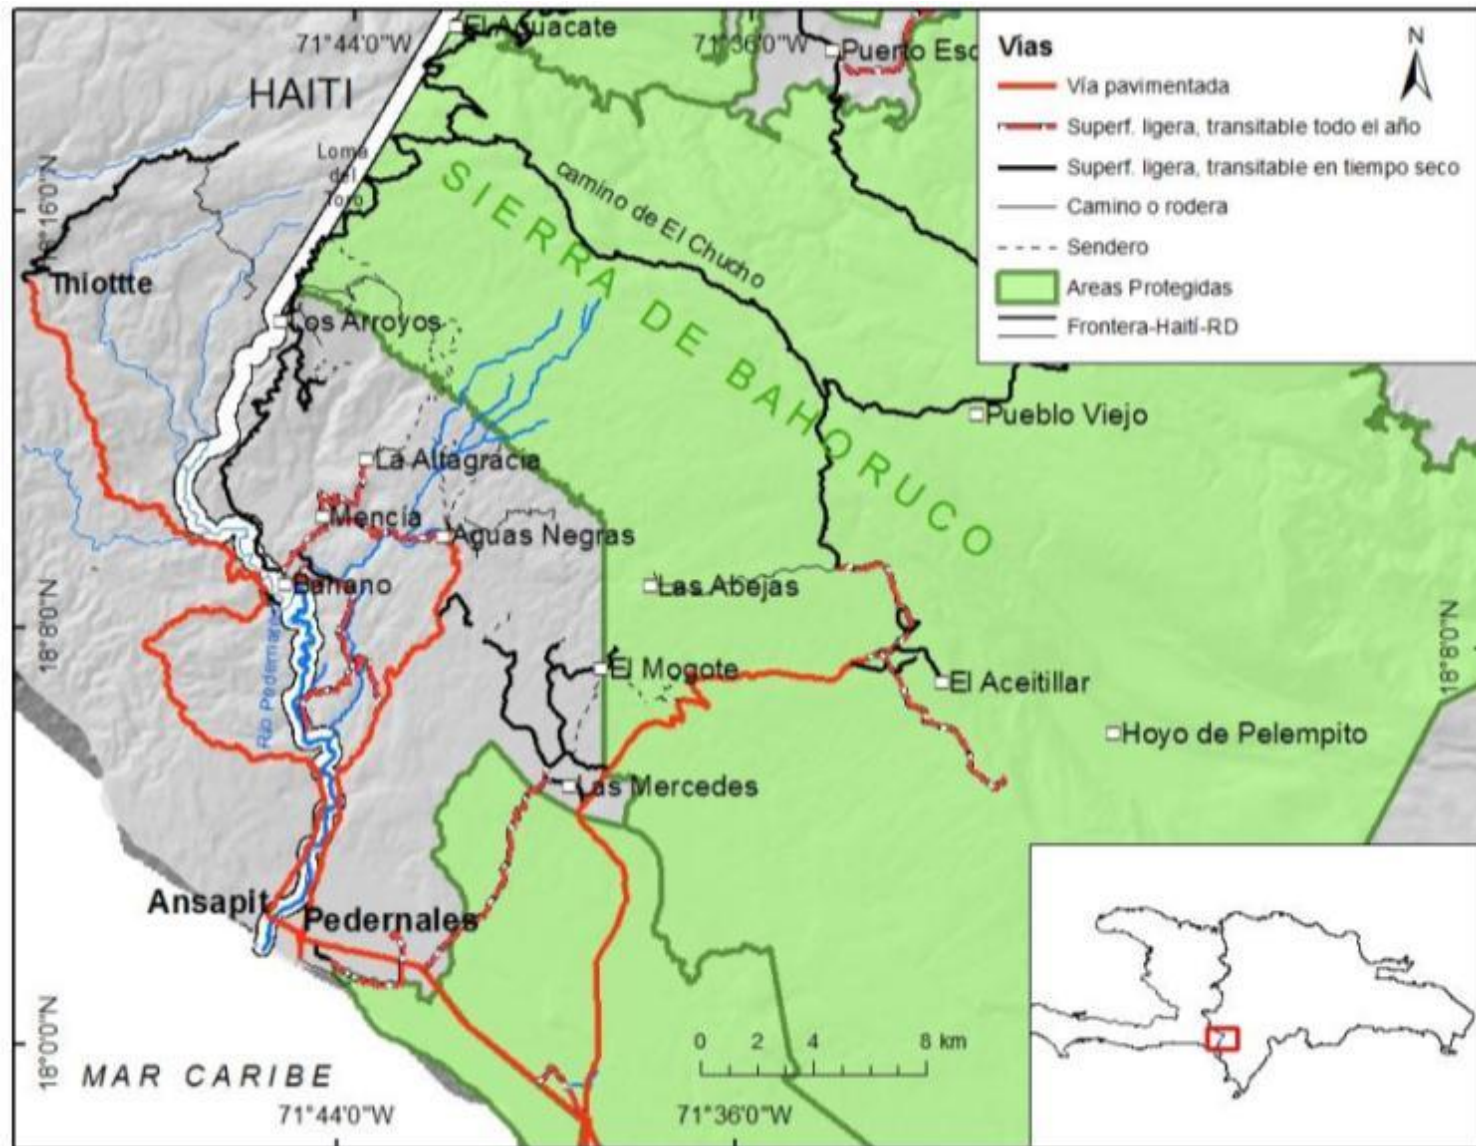 El Aguacate
71°44'0"W
71°36'0"W
Puerto Esc
HAITI
Vias
N
Vía pavimentada
Superf. ligera, transitable todo el año
Superf. ligera, transitable en tiempo seco
Camino o rodera
Sendero
Areas Protegidas
Frontera-Haití-RD
Loma
del
Toro
SIERRA DE BAHORUCO
camino de El Chucho
18°16'0"N
Thiottte
Los Arroyos
Pueblo Viejo
La Altagracia
Mencía
Aguas Negras
Banano
Las Abejas
18°8'0"N
18°8'0"N
Río Pedernales
El Mogote
El Aceitillar
Hoyo de Pelempito
Las Mercedes
Ansapit
Pedernales
18°0'0"N
MAR CARIBE
0 2 4 8 km
71°44'0"W
71°36'0"W